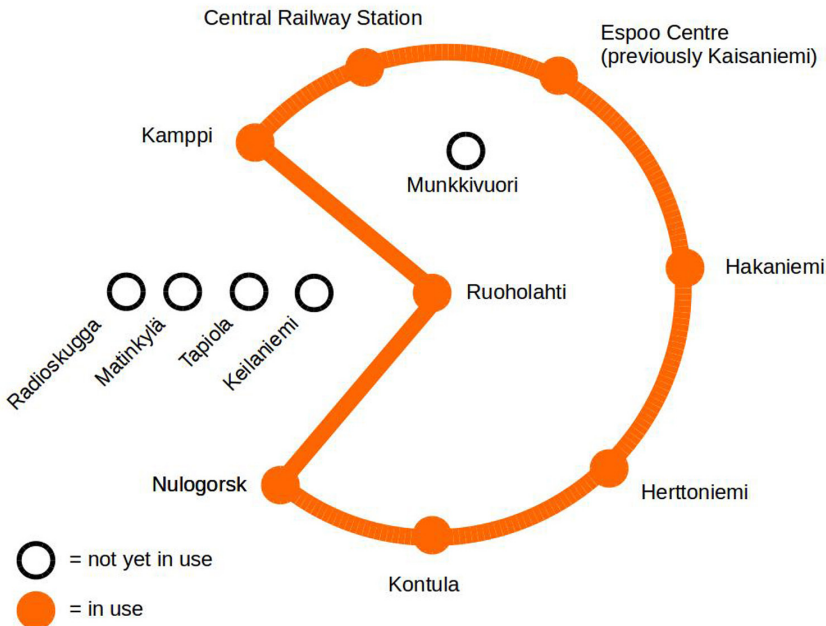 Central Railway Station
Espoo Centre
(previously Kaisaniemi)
Kamppi
Munkkivuori
Hakaniemi
Ruoholahti
Radioskugga
Matinkylä
Tapiola
Keilaniemi
Nulogorsk
Herttoniemi
= not yet in use
Kontula
= in use